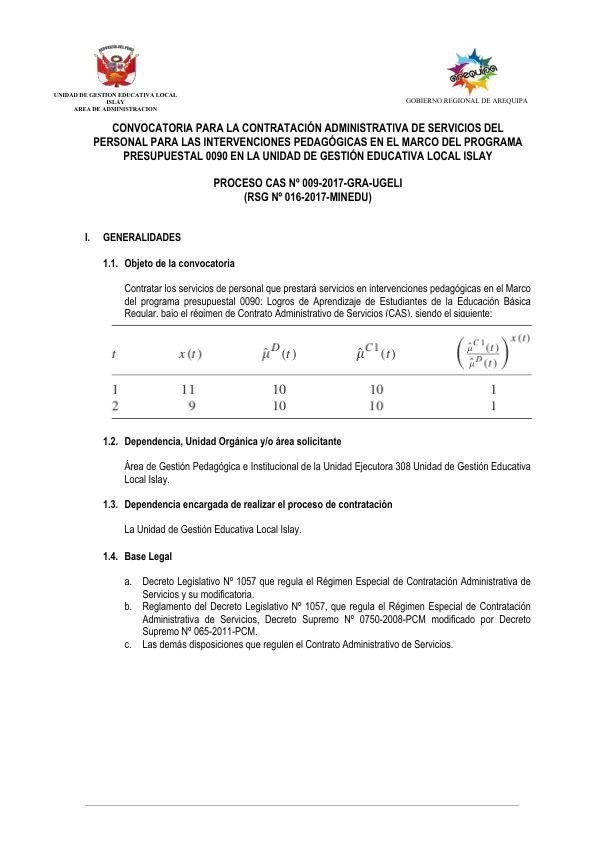 REPUBLICA DEL PERU
UNIDAD DE GESTION EDUCATIVA LOCAL
ISLAY
AREA DE ADMINISTRACION
arequipa
GOBIERNO REGIONAL DE AREQUIPA
CONVOCATORIA PARA LA CONTRATACIÓN ADMINISTRATIVA DE SERVICIOS DEL
PERSONAL PARA LAS INTERVENCIONES PEDAGÓGICAS EN EL MARCO DEL PROGRAMA
PRESUPUESTAL 0090 EN LA UNIDAD DE GESTIÓN EDUCATIVA LOCAL ISLAY
PROCESO CAS Nº 009-2017-GRA-UGELI
(RSG Nº 016-2017-MINEDU)
I. GENERALIDADES
1.1. Objeto de la convocatoria
Contratar los servicios de personal que prestará servicios en intervenciones pedagógicas en el Marco
del programa presupuestal 0090: Logros de Aprendizaje de Estudiantes de la Educación Básica
Regular, bajo el régimen de Contrato Administrativo de Servicios (CAS), siendo el siguiente:
t x(t) μ̂^D(t) μ̂^C1(t) (μ̂^C1(t)/μ̂^D(t))^x(t)
1 11 10 10 1
2 9 10 10 1
1.2. Dependencia, Unidad Orgánica y/o área solicitante
Área de Gestión Pedagógica e Institucional de la Unidad Ejecutora 308 Unidad de Gestión Educativa
Local Islay.
1.3. Dependencia encargada de realizar el proceso de contratación
La Unidad de Gestión Educativa Local Islay.
1.4. Base Legal
a. Decreto Legislativo Nº 1057 que regula el Régimen Especial de Contratación Administrativa de
Servicios y su modificatoria.
b. Reglamento del Decreto Legislativo Nº 1057, que regula el Régimen Especial de Contratación
Administrativa de Servicios, Decreto Supremo Nº 0750-2008-PCM modificado por Decreto
Supremo Nº 065-2011-PCM.
c. Las demás disposiciones que regulen el Contrato Administrativo de Servicios.